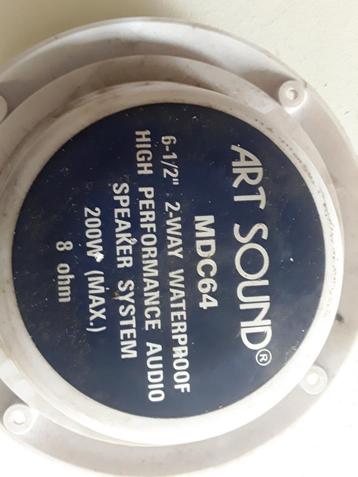 ART SOUND®
MDC64
6-1/2" 2-WAY WATERPROOF
HIGH PERFORMANCE AUDIO
SPEAKER SYSTEM
200W (MAX.)
8 ohm